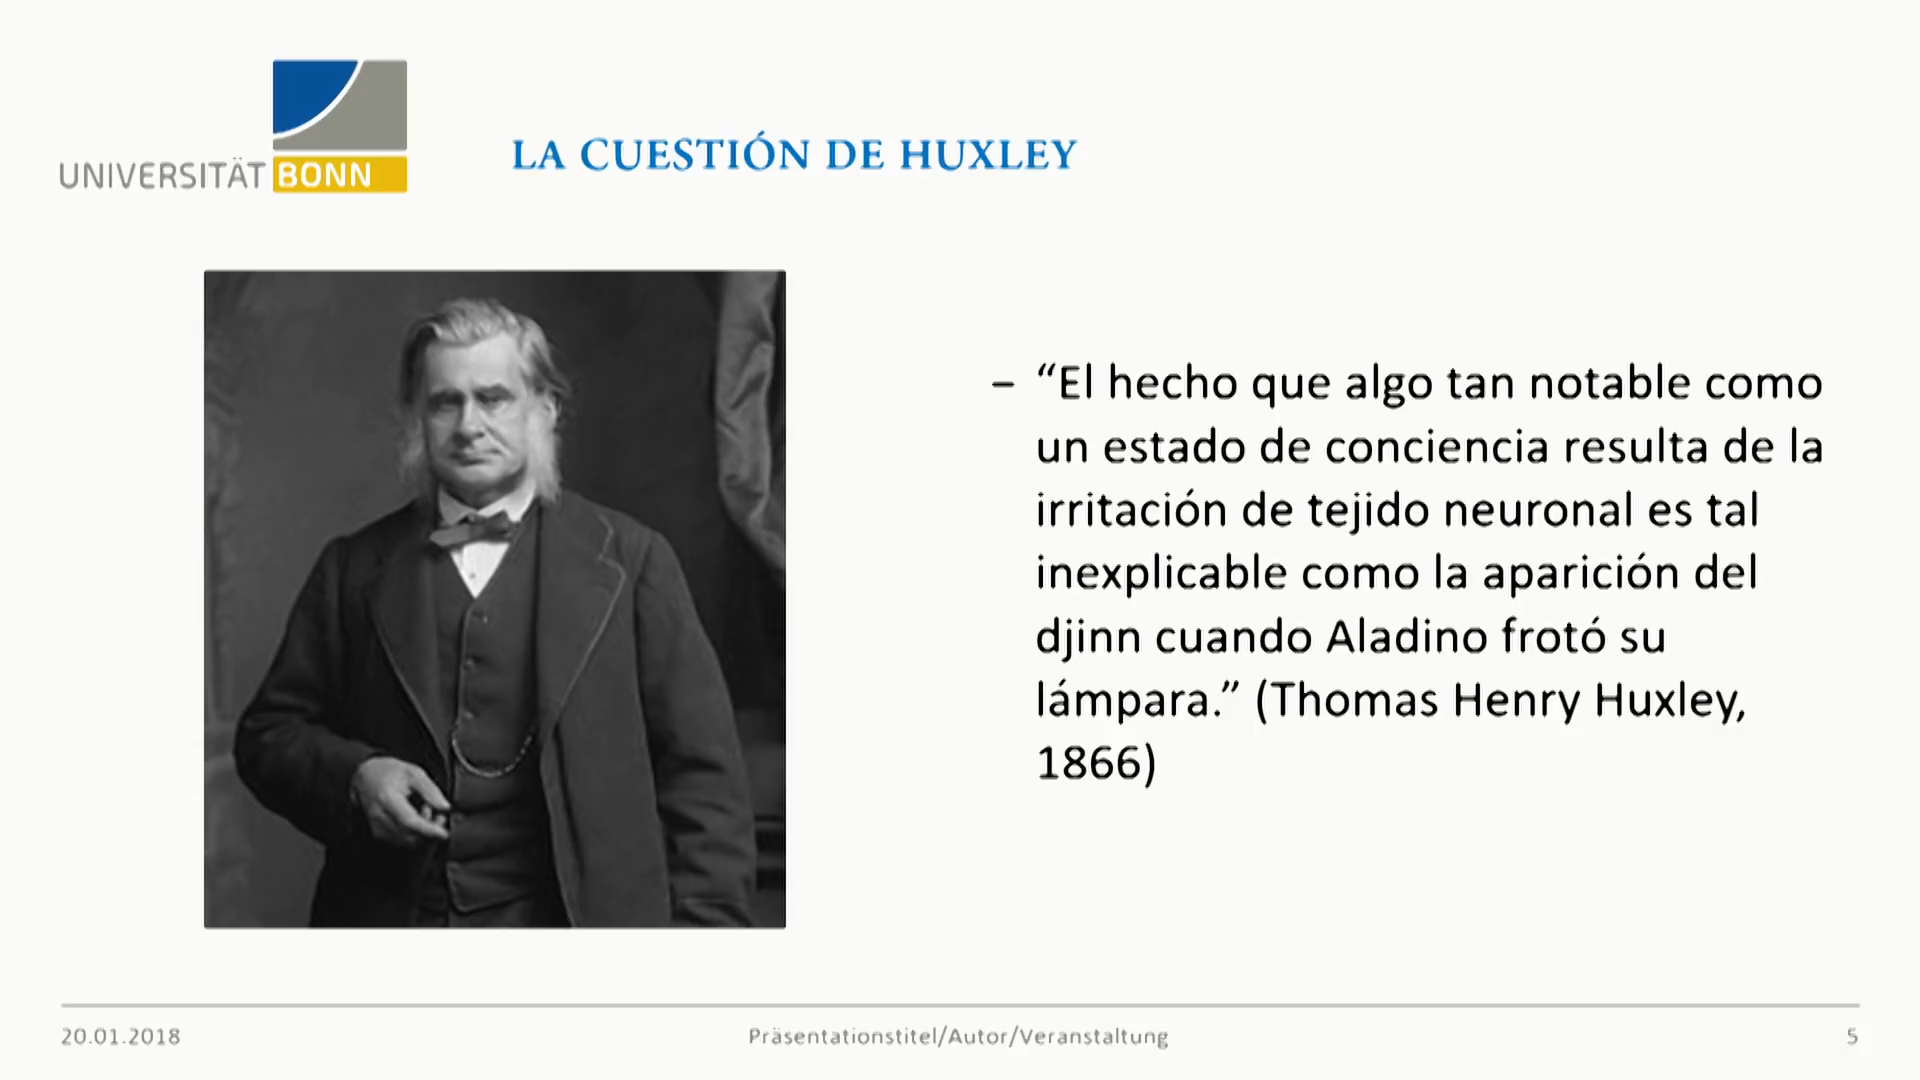 UNIVERSITÄT BONN
LA CUESTIÓN DE HUXLEY
– “El hecho que algo tan notable como
un estado de conciencia resulta de la
irritación de tejido neuronal es tal
inexplicable como la aparición del
djinn cuando Aladino frotó su
lámpara.” (Thomas Henry Huxley,
1866)
20.01.2018
Präsentationstitel/Autor/Veranstaltung
5